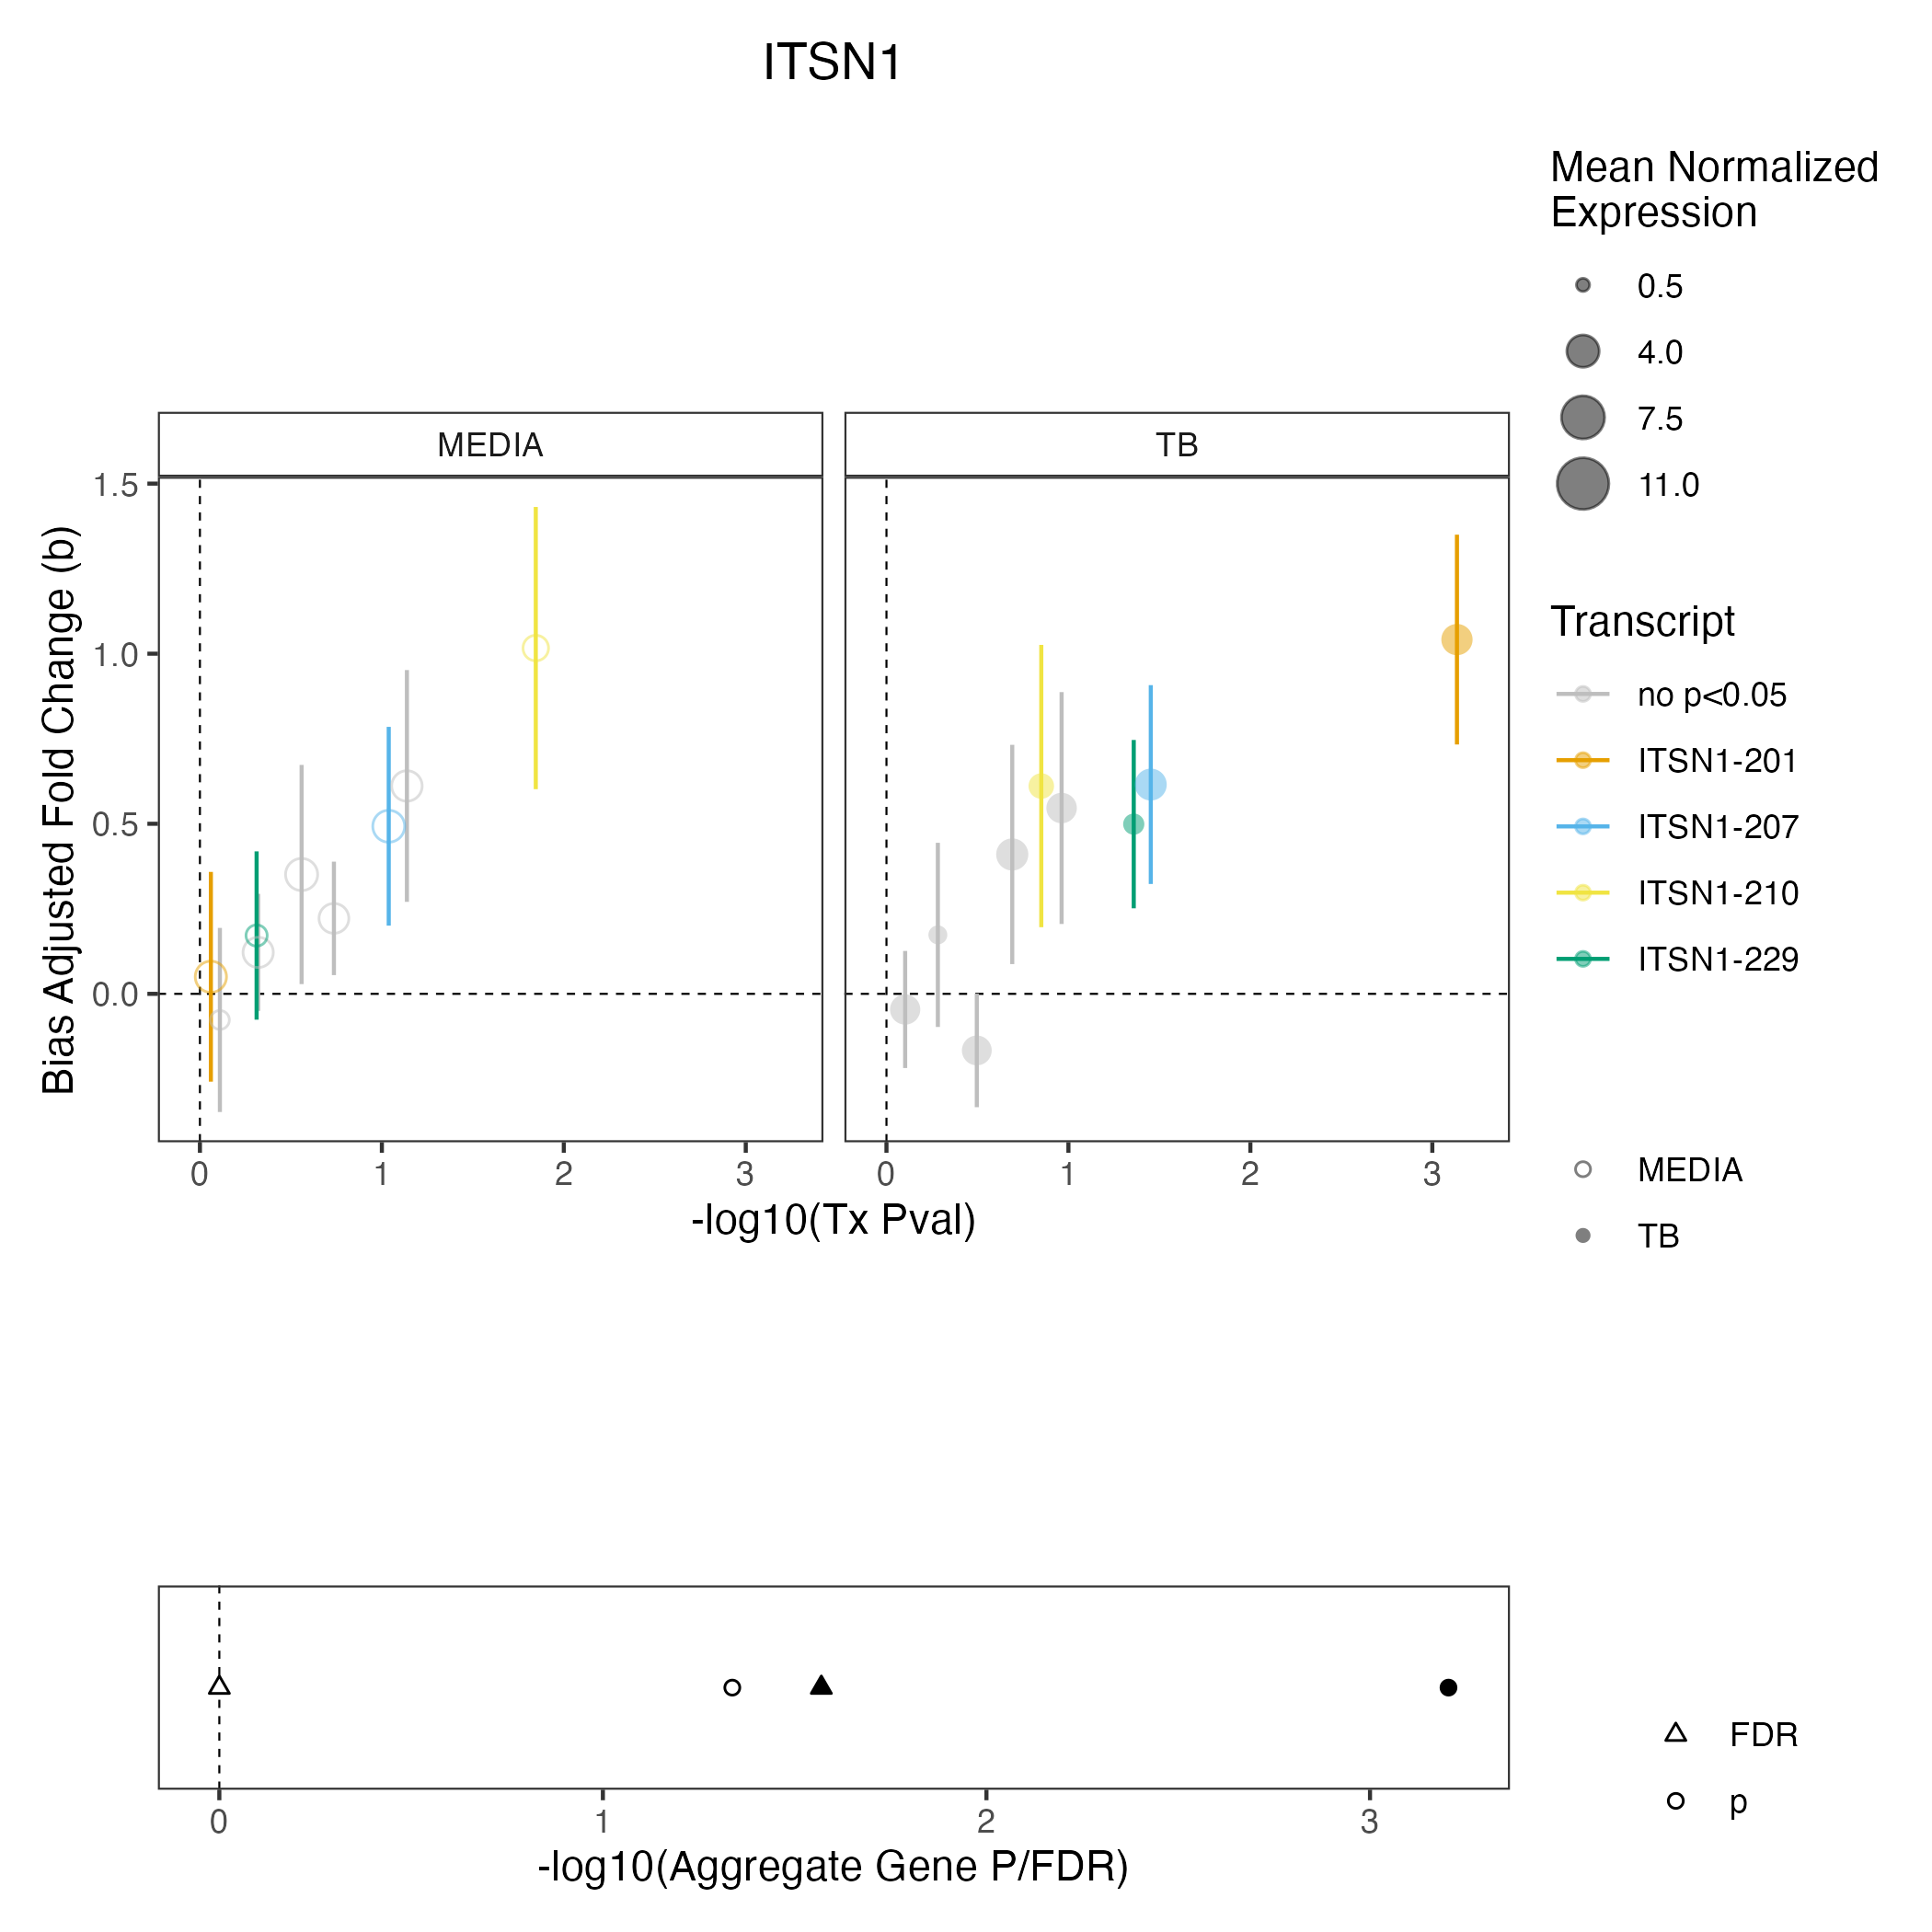 ITSN1
MEDIA
TB
1.5
1.0
0.5
0.0
Bias Adjusted Fold Change (b)
0 1 2 3
0 1 2 3
-log10(Tx Pval)
Mean Normalized
Expression
0.5
4.0
7.5
11.0
Transcript
no p<0.05
ITSN1-201
ITSN1-207
ITSN1-210
ITSN1-229
MEDIA
TB
0 1 2 3
-log10(Aggregate Gene P/FDR)
FDR
p